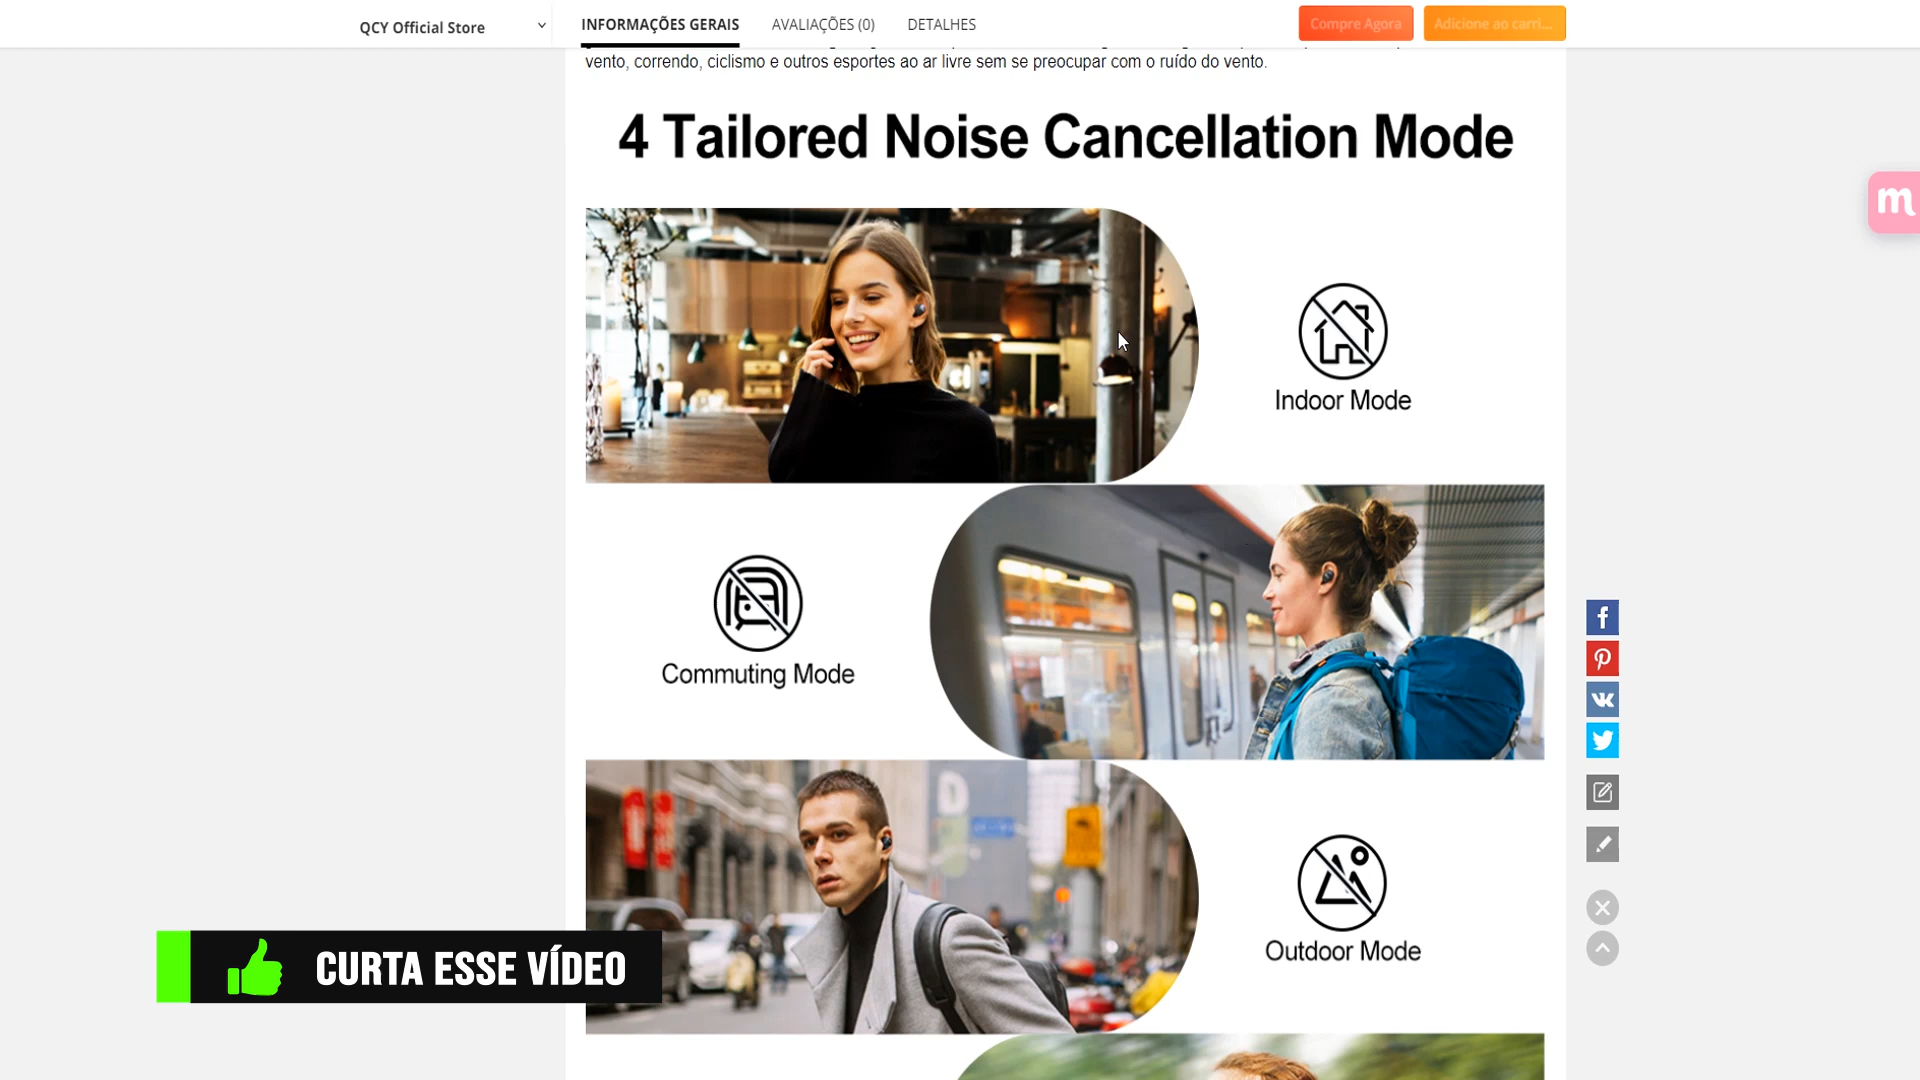 QCY Official Store
INFORMAÇÕES GERAIS
AVALIAÇÕES (0)
DETALHES
Compre Agora
Adicione ao carri...
vento, correndo, ciclismo e outros esportes ao ar livre sem se preocupar com o ruído do vento.
4 Tailored Noise Cancellation Mode
m
Indoor Mode
Commuting Mode
Outdoor Mode
CURTA ESSE VÍDEO